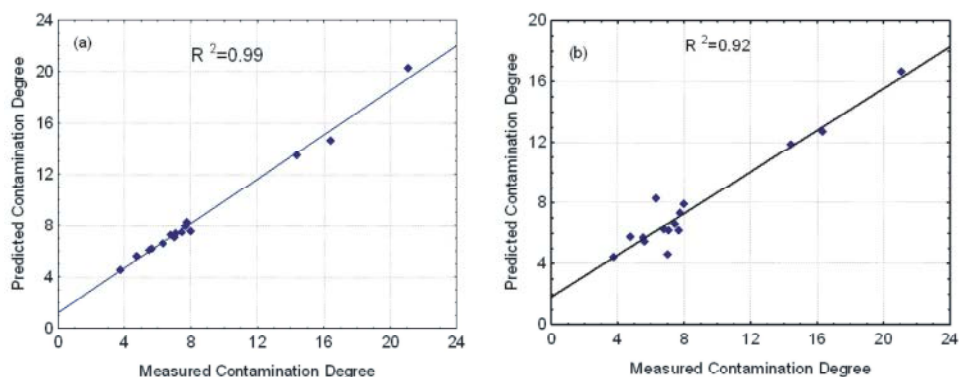 (a)
R ²=0.99
Predicted Contamination Degree
24
20
16
12
8
4
0
0 4 8 12 16 20 24
Measured Contamination Degree
(b)
R ²=0.92
Predicted Contamination Degree
20
16
12
8
4
0
0 4 8 12 16 20 24
Measured Contamination Degree